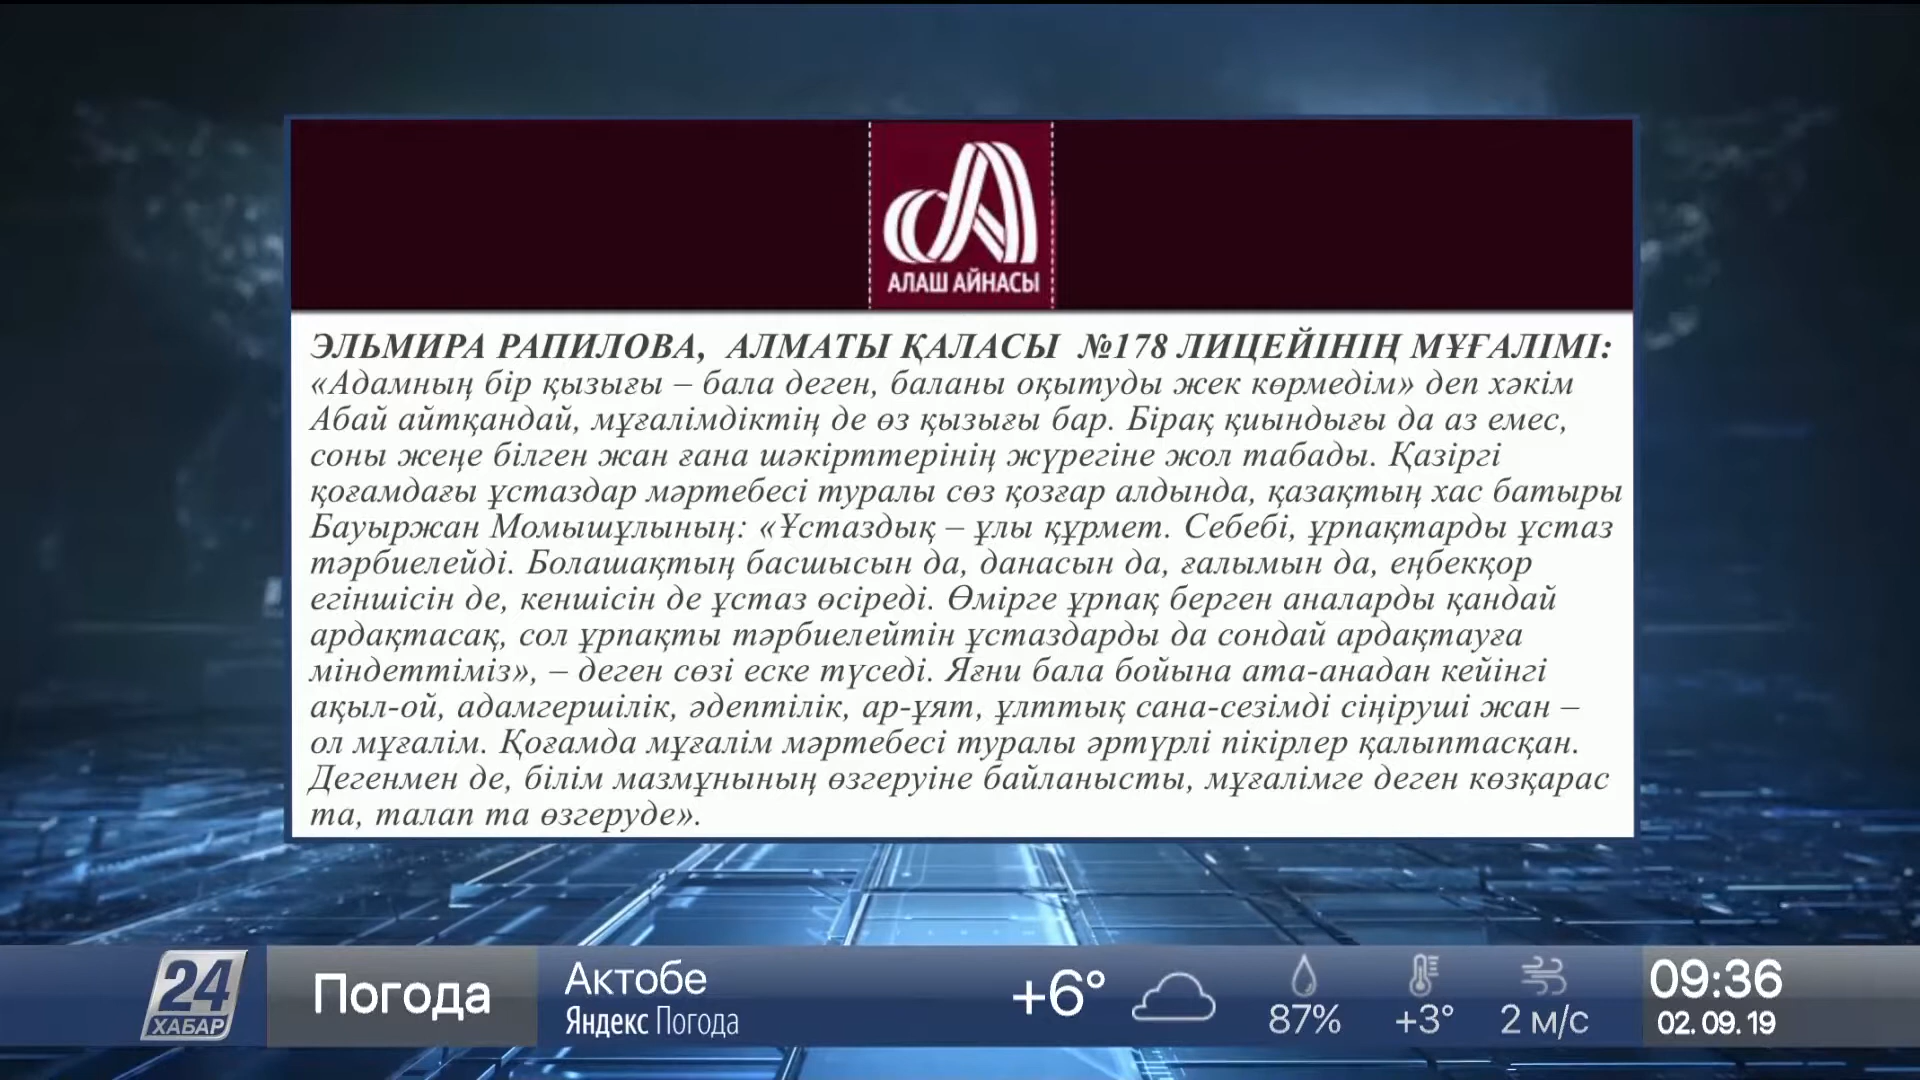 АЛАШ АЙНАСЫ
ЭЛЬМИРА РАПИЛОВА, АЛМАТЫ ҚАЛАСЫ №178 ЛИЦЕЙІНІҢ МҰҒАЛІМІ:
«Адамның бір қызығы – бала деген, баланы оқытуды жек көрмедім» деп хәкім
Абай айтқандай, мұғалімдіктің де өз қызығы бар. Бірақ қиындығы да аз емес,
соны жеңе білген жан ғана шәкірттерінің жүрегіне жол табады. Қазіргі
қоғамдағы ұстаздар мәртебесі туралы сөз қозғар алдында, қазақтың хас батыры
Бауыржан Момышұлының: «Ұстаздық – ұлы құрмет. Себебі, ұрпақтарды ұстаз
тәрбиелейді. Болашақтың басшысын да, данасын да, ғалымын да, еңбекқор
егіншісін де, кеншісін де ұстаз өсіреді. Өмірге ұрпақ берген аналарды қандай
ардақтасақ, сол ұрпақты тәрбиелейтін ұстаздарды да сондай ардақтауға
міндеттіміз», – деген сөзі еске түседі. Яғни бала бойына ата-анадан кейінгі
ақыл-ой, адамгершілік, әдептілік, ар-ұят, ұлттық сана-сезімді сіңіруші жан –
ол мұғалім. Қоғамда мұғалім мәртебесі туралы әртүрлі пікірлер қалыптасқан.
Дегенмен де, білім мазмұнының өзгеруіне байланысты, мұғалімге деген көзқарас
та, талап та өзгеруде».
24 ХАБАР
Погода
Актобе
Яндекс Погода
+6°
87%
+3°
2 м/с
09:36
02. 09. 19